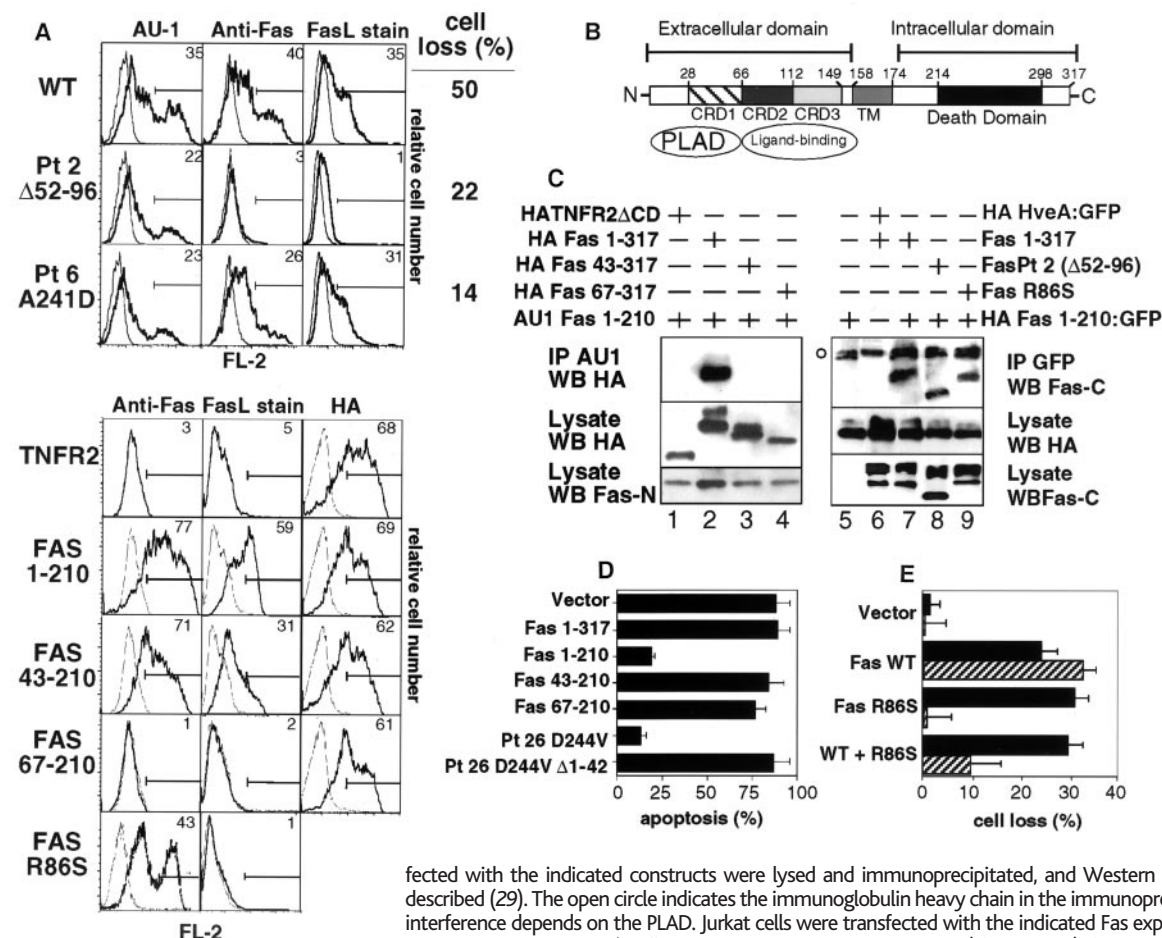 A
AU-1 Anti-Fas FasL stain
cell
loss (%)
WT
35
40
35
50
Pt 2
Δ52-96
22
3
1
22
Pt 6
A241D
23
26
31
14
relative cell number
FL-2
Anti-Fas FasL stain HA
TNFR2
3
5
68
FAS
1-210
77
59
69
FAS
43-210
71
31
62
FAS
67-210
1
2
61
FAS
R86S
43
1
relative cell number
FL-2
B
Extracellular domain
Intracellular domain
28 66 112 149 158 174 214 298 317
N
C
CRD1 CRD2 CRD3 TM Death Domain
PLAD
Ligand-binding
C
HATNFR2ΔCD + − − −
HA Fas 1-317 − + − −
HA Fas 43-317 − − + −
HA Fas 67-317 − − − +
AU1 Fas 1-210 + + + +
− + − − − HA HveA:GFP
− + + − − Fas 1-317
− − − + − FasPt 2 (Δ52-96)
− − − − + Fas R86S
+ − + + + HA Fas 1-210:GFP
IP AU1
WB HA
Lysate
WB HA
Lysate
WB Fas-N
1 2 3 4
IP GFP
WB Fas-C
Lysate
WB HA
Lysate
WBFas-C
5 6 7 8 9
D
Vector
Fas 1-317
Fas 1-210
Fas 43-210
Fas 67-210
Pt 26 D244V
Pt 26 D244V Δ1-42
0 25 50 75 100
apoptosis (%)
E
Vector
Fas WT
Fas R86S
WT + R86S
0 10 20 30 40
cell loss (%)
fected with the indicated constructs were lysed and immunoprecipitated, and Western
described (29). The open circle indicates the immunoglobulin heavy chain in the immunopre
interference depends on the PLAD. Jurkat cells were transfected with the indicated Fas exp